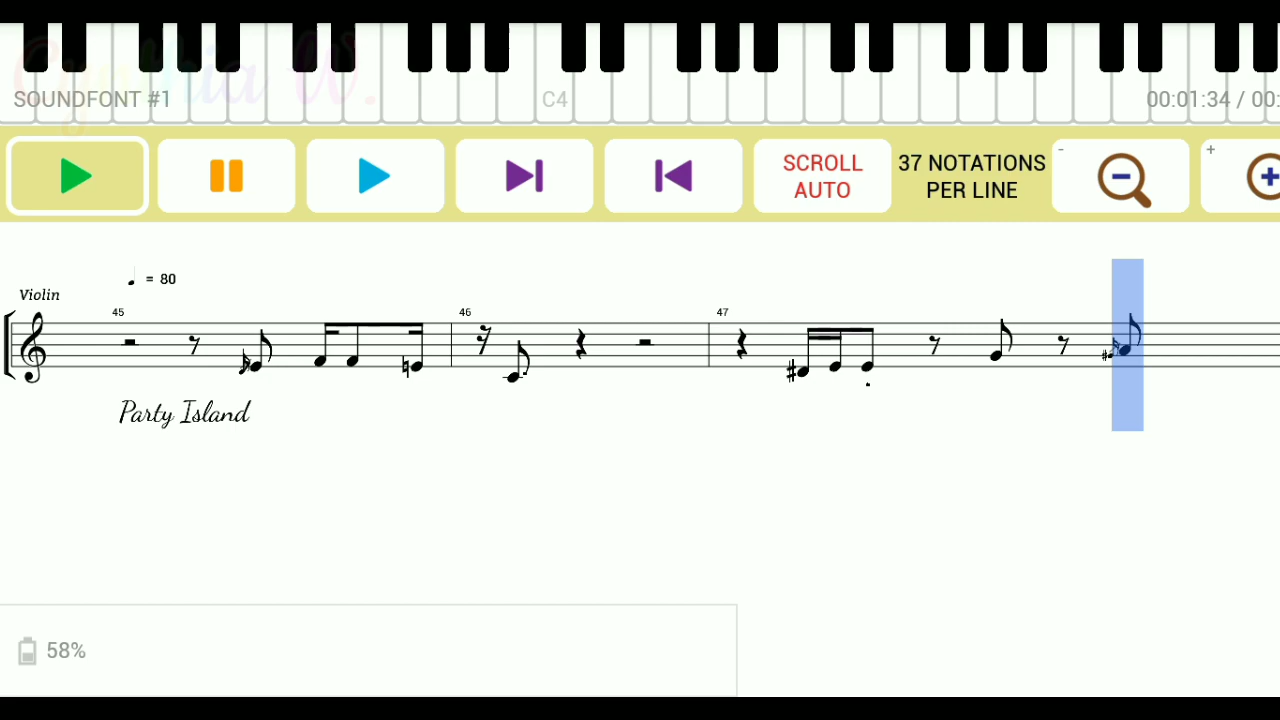 Cynthia W.
SOUNDFONT #1
C4
00:01:34 / 00:
SCROLL
AUTO
37 NOTATIONS
PER LINE
-
+
= 80
Violin
45
46
47
Party Island
58%